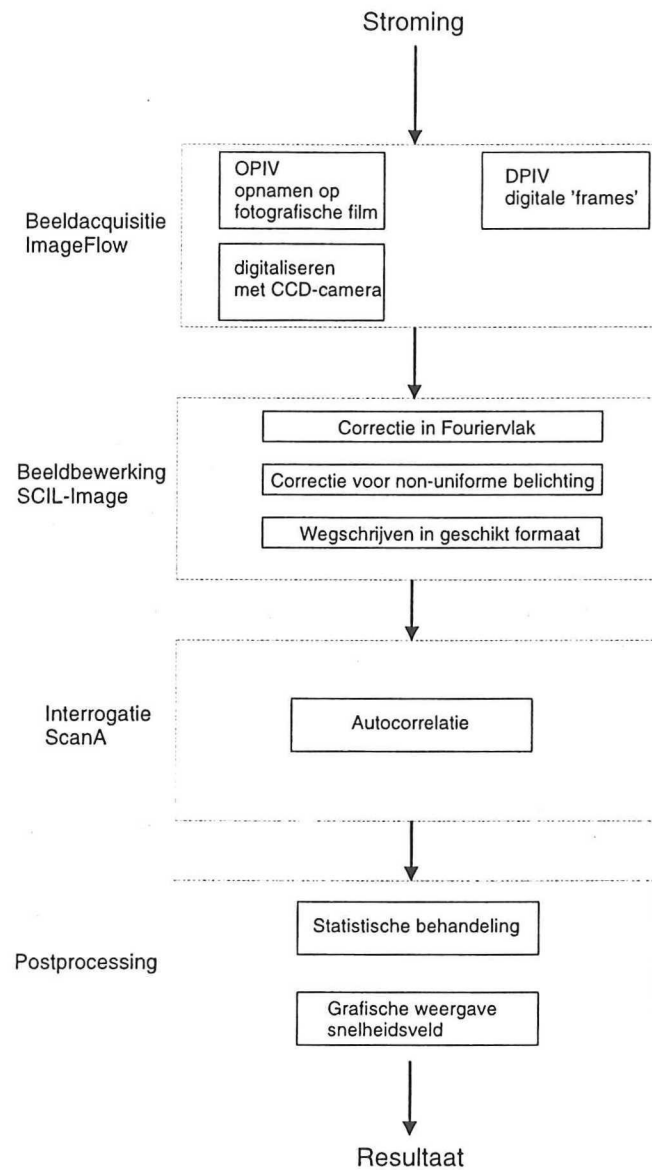 Stroming
OPIV
opnamen op
fotografische film
DPIV
digitale 'frames'
Beeldacquisitie
ImageFlow
digitaliseren
met CCD-camera
Correctie in Fouriervlak
Beeldbewerking
SCIL-Image
Correctie voor non-uniforme belichting
Wegschrijven in geschikt formaat
Interrogatie
ScanA
Autocorrelatie
Statistische behandeling
Postprocessing
Grafische weergave
snelheidsveld
Resultaat